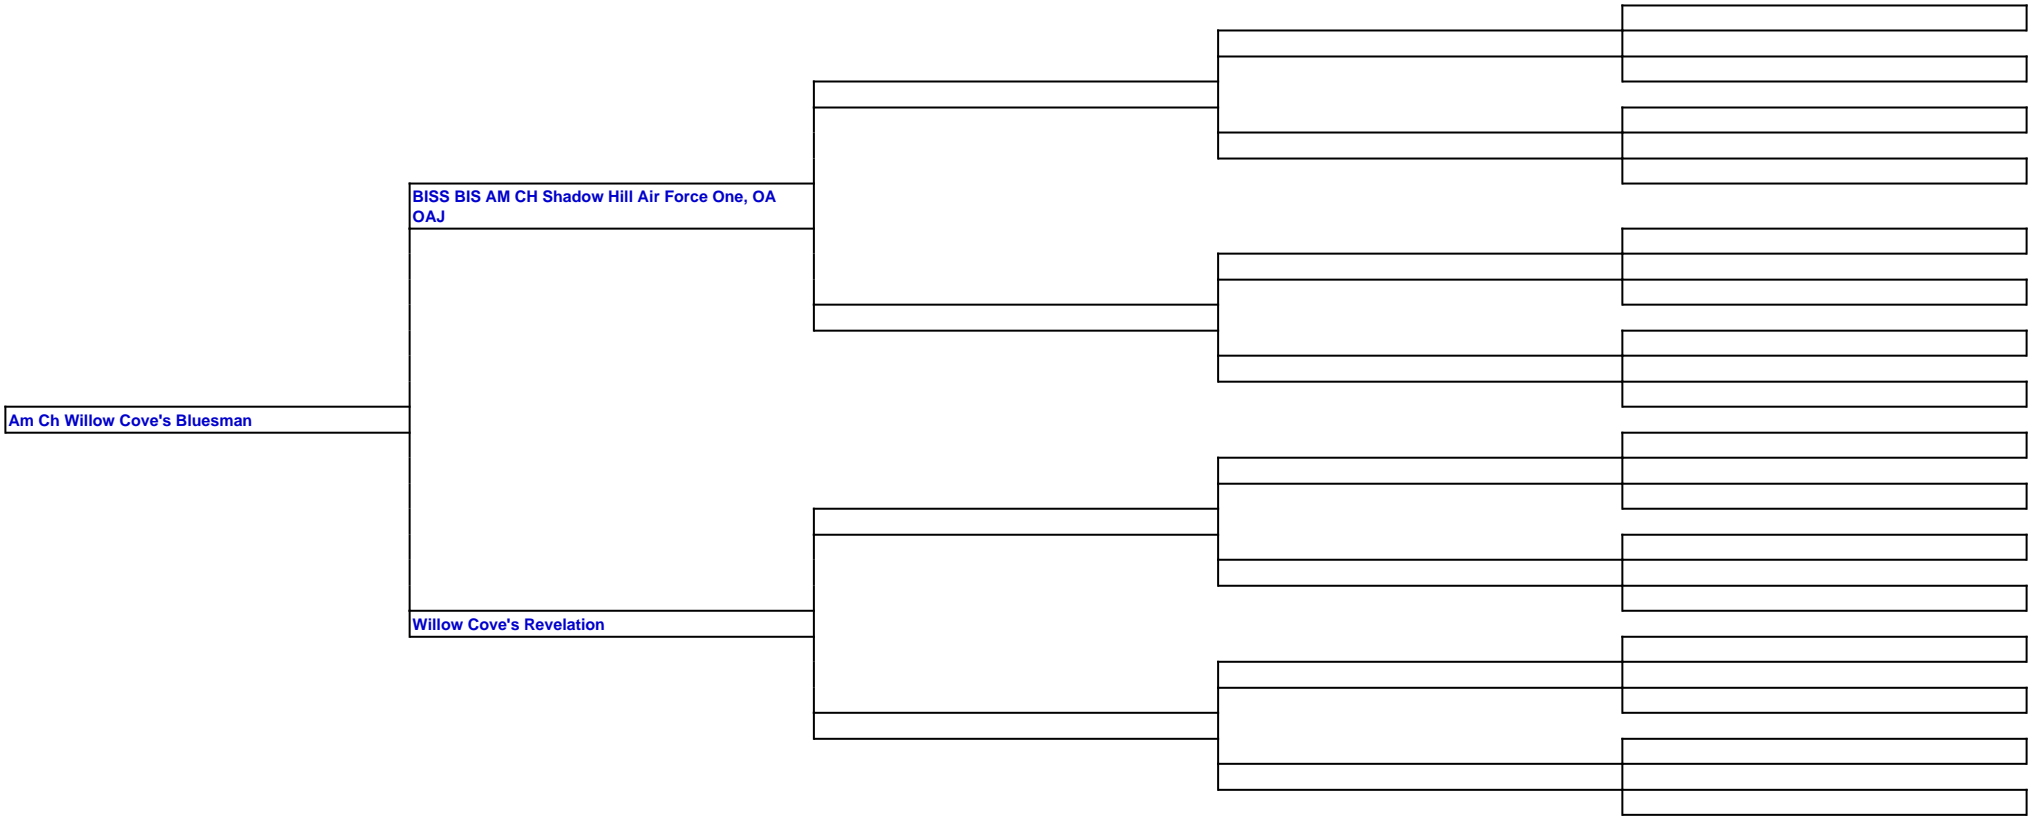 BISS BIS AM CH Shadow Hill Air Force One, OA
OAJ
Am Ch Willow Cove's Bluesman
Willow Cove's Revelation